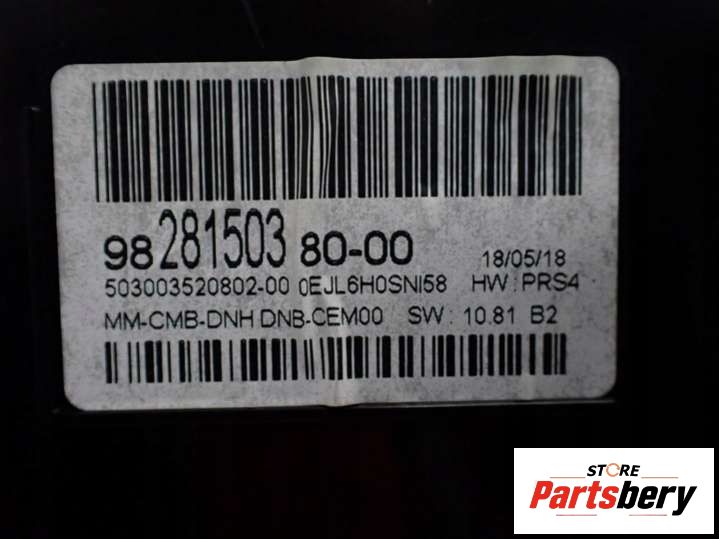 98 281503 80-00 18/05/18
503003520802-00 0EJL6H0SNI58 HW: PRS4
MM-CMB-DNH DNB-CEM00 SW: 10.81 B2
STORE
Partsbery